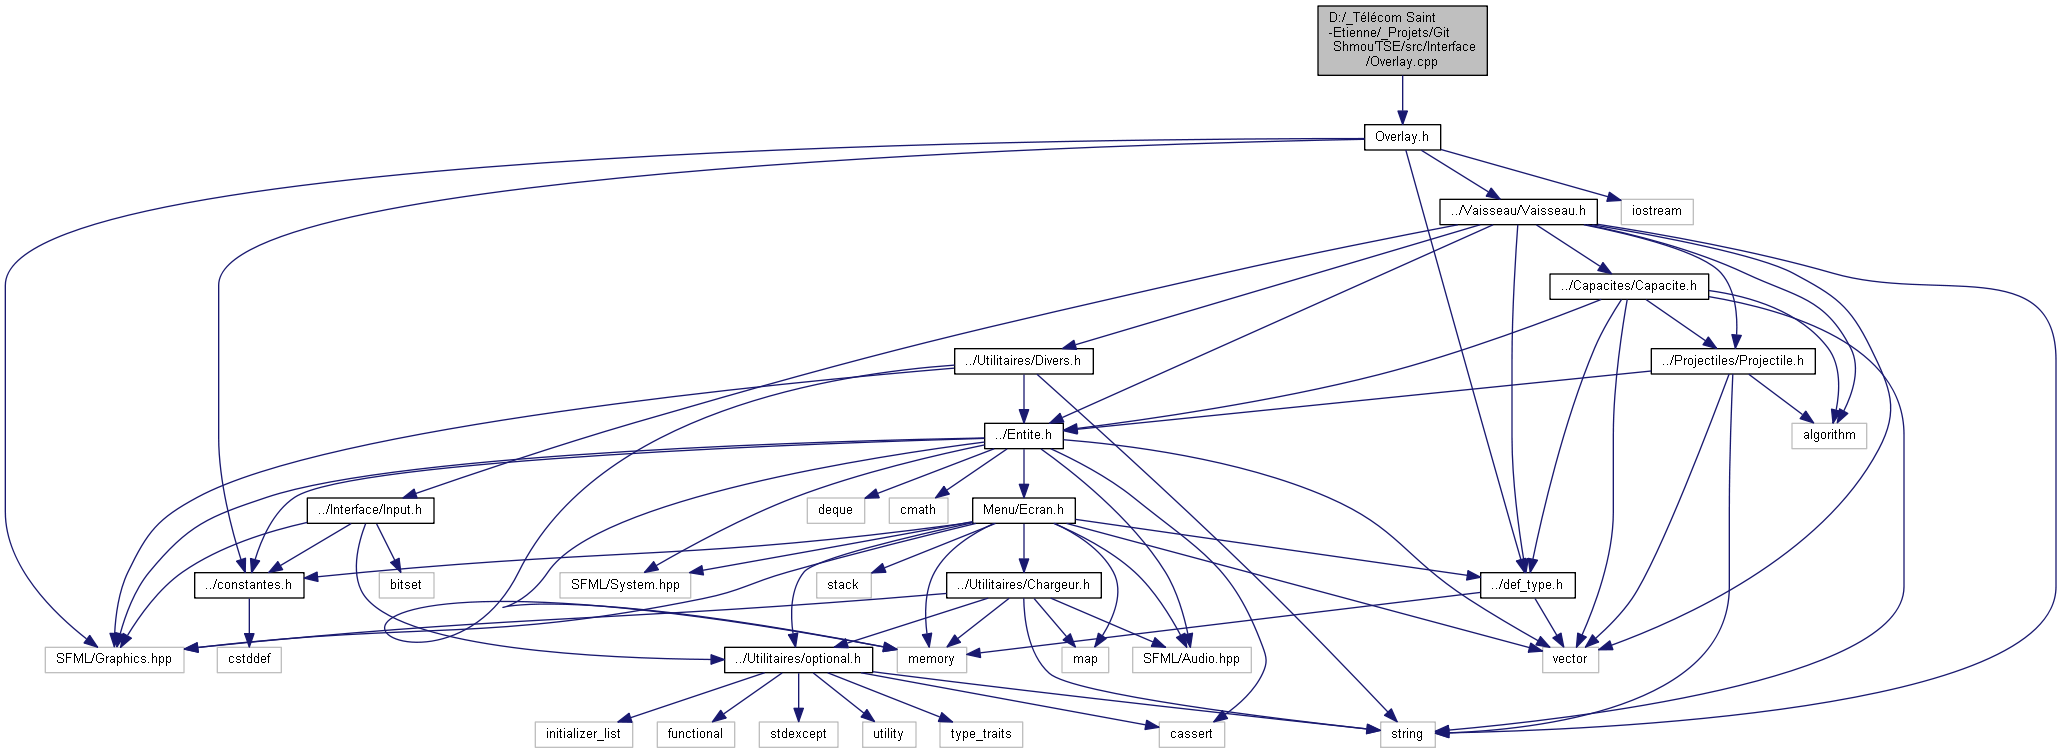 D:/_Télécom Saint
-Etienne/_Projets/Git
ShmouTSE/src/Interface
/Overlay.cpp
Overlay.h
../Vaisseau/Vaisseau.h
iostream
../Capacites/Capacite.h
../Utilitaires/Divers.h
../Projectiles/Projectile.h
../Entite.h
algorithm
../Interface/Input.h
deque
cmath
Menu/Ecran.h
../constantes.h
bitset
SFML/System.hpp
stack
../Utilitaires/Chargeur.h
../def_type.h
SFML/Graphics.hpp
cstddef
../Utilitaires/optional.h
memory
map
SFML/Audio.hpp
vector
initializer_list
functional
stdexcept
utility
type_traits
cassert
string